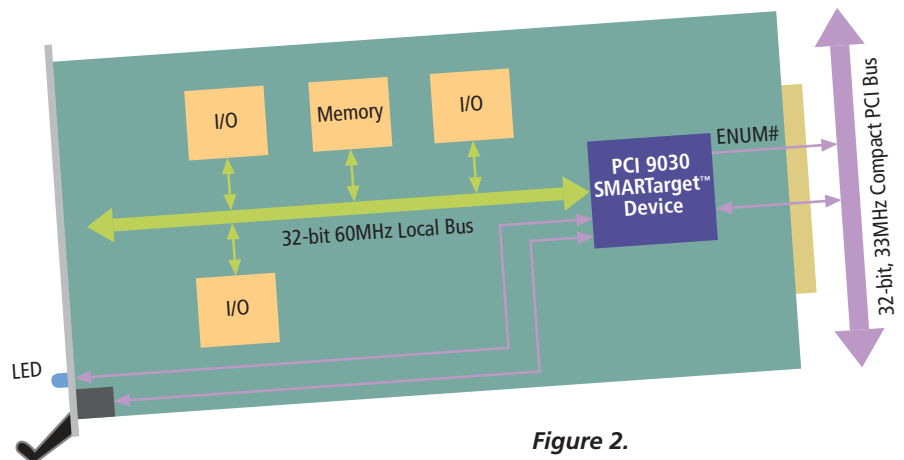 I/O
Memory
I/O
ENUM#
PCI 9030
SMARTarget™
Device
32-bit 60MHz Local Bus
I/O
32-bit, 33MHz Compact PCI Bus
LED
Figure 2.